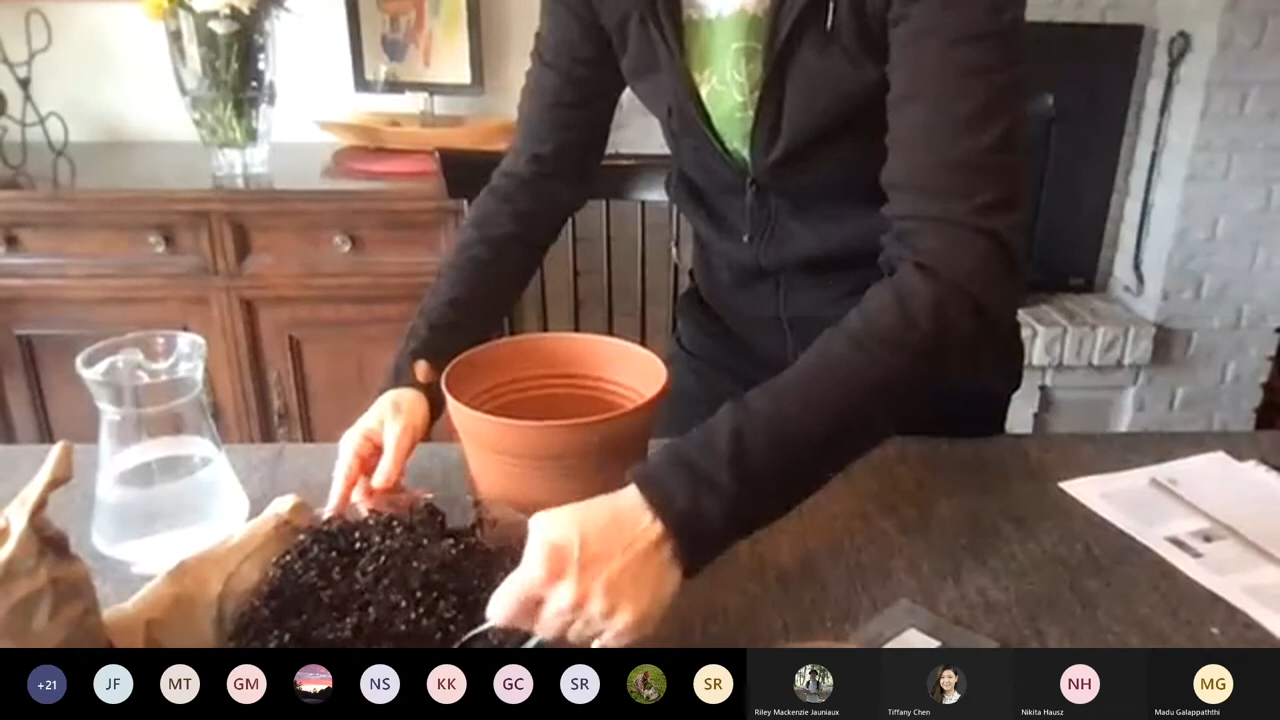 +21
JF
MT
GM
NS
KK
GC
SR
SR
Riley Mackenzie Jauniaux
Tiffany Chen
NH
Nikita Hausz
MG
Madu Galappaththi